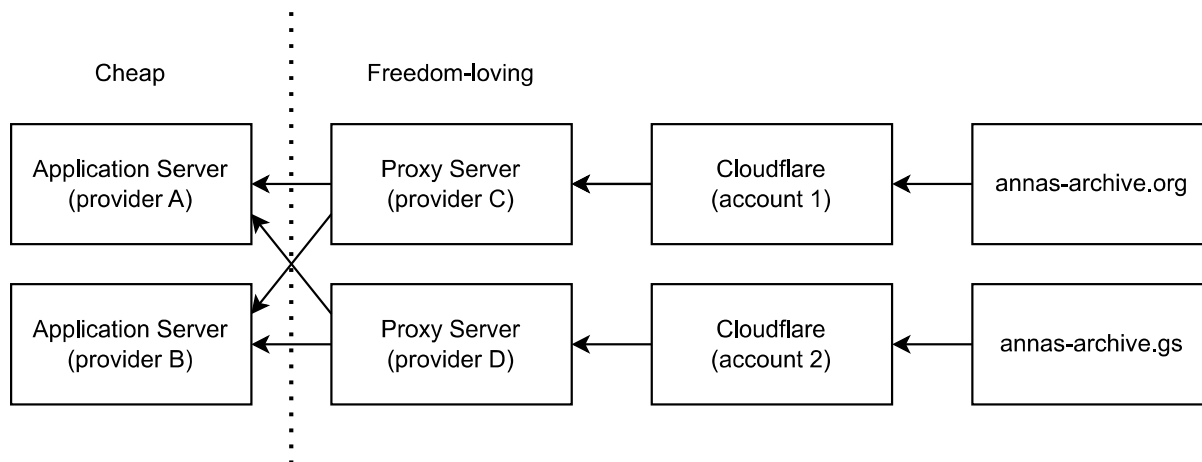 Cheap
Freedom-loving
Application Server
(provider A)
Proxy Server
(provider C)
Cloudflare
(account 1)
annas-archive.org
Application Server
(provider B)
Proxy Server
(provider D)
Cloudflare
(account 2)
annas-archive.gs